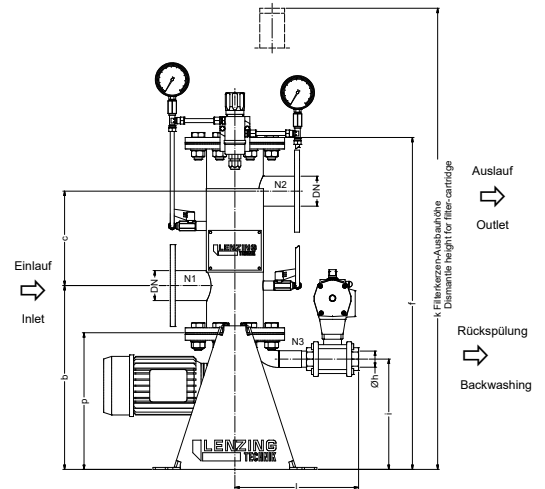 N2
DN
Auslauf
Outlet
k Filterkerzen-Ausbauhöhe
Dismantle height for filter-cartridge
c
f
LENZING
TECHNIK
Einlauf
Inlet
DN
N1
N3
Øh
Rückspülung
Backwashing
b
p
i
LENZING
TECHNIK
l